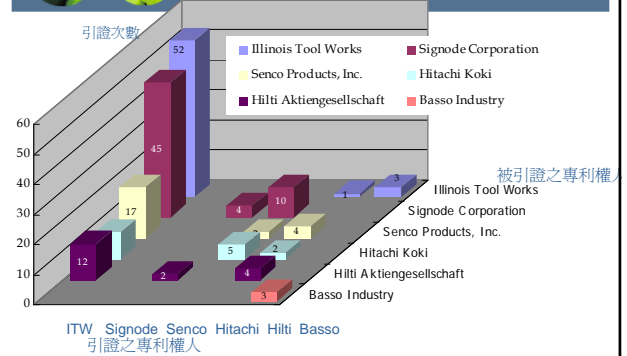 引證次數
52
Illinois Tool Works
Signode Corporation
Senco Products, Inc.
Hitachi Koki
Hilti Aktiengesellschaft
Basso Industry
60
50
40
30
20
10
0
45
17
12
4
10
1
3
4
5
2
2
4
3
被引證之專利權人
Illinois Tool Works
Signode Corporation
Senco Products, Inc.
Hitachi Koki
Hilti Aktiengesellschaft
Basso Industry
ITW Signode Senco Hitachi Hilti Basso
引證之專利權人